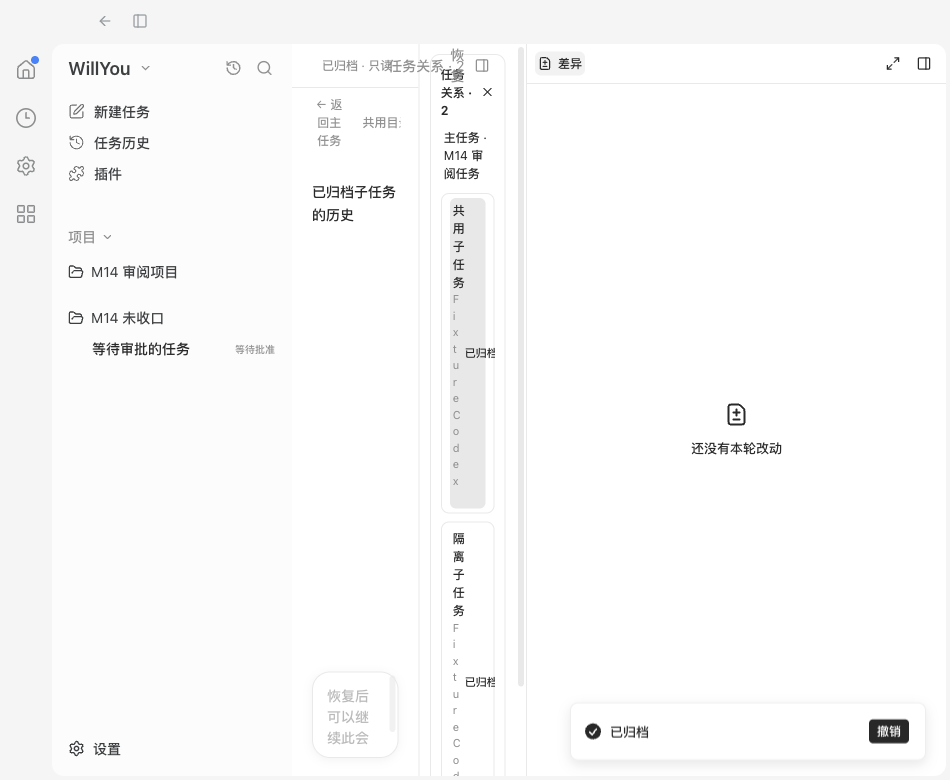 WillYou
新建任务
任务历史
插件
项目
M14 审阅项目
M14 未收口
等待审批的任务
等待批准
设置
已归档 · 只读
任务关系 · 2
恢
复
← 返
回主
任务
共用目:
已归档子任务
的历史
恢复后
可以继
续此会
任务
关系 ·
2
主任务 ·
M14 审
阅任务
共
用
子
任
务
F
i
x
t
u
r
e
C
o
d
e
x
已归档
隔
离
子
任
务
F
i
x
t
u
r
e
C
o
d
已归档
差异
还没有本轮改动
已归档
撤销